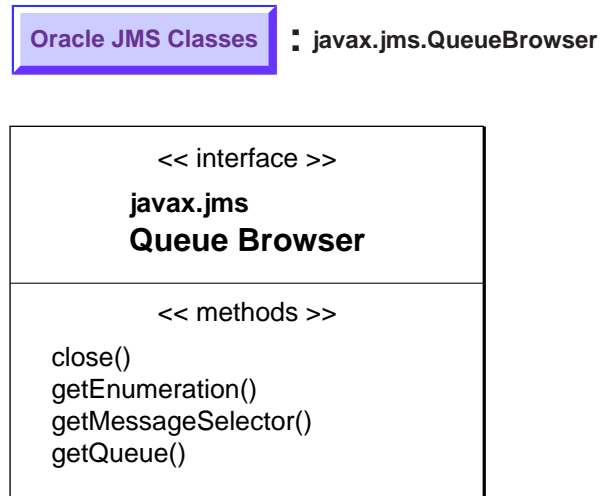 Oracle JMS Classes : javax.jms.QueueBrowser
<< interface >>
javax.jms
Queue Browser
<< methods >>
close()
getEnumeration()
getMessageSelector()
getQueue()